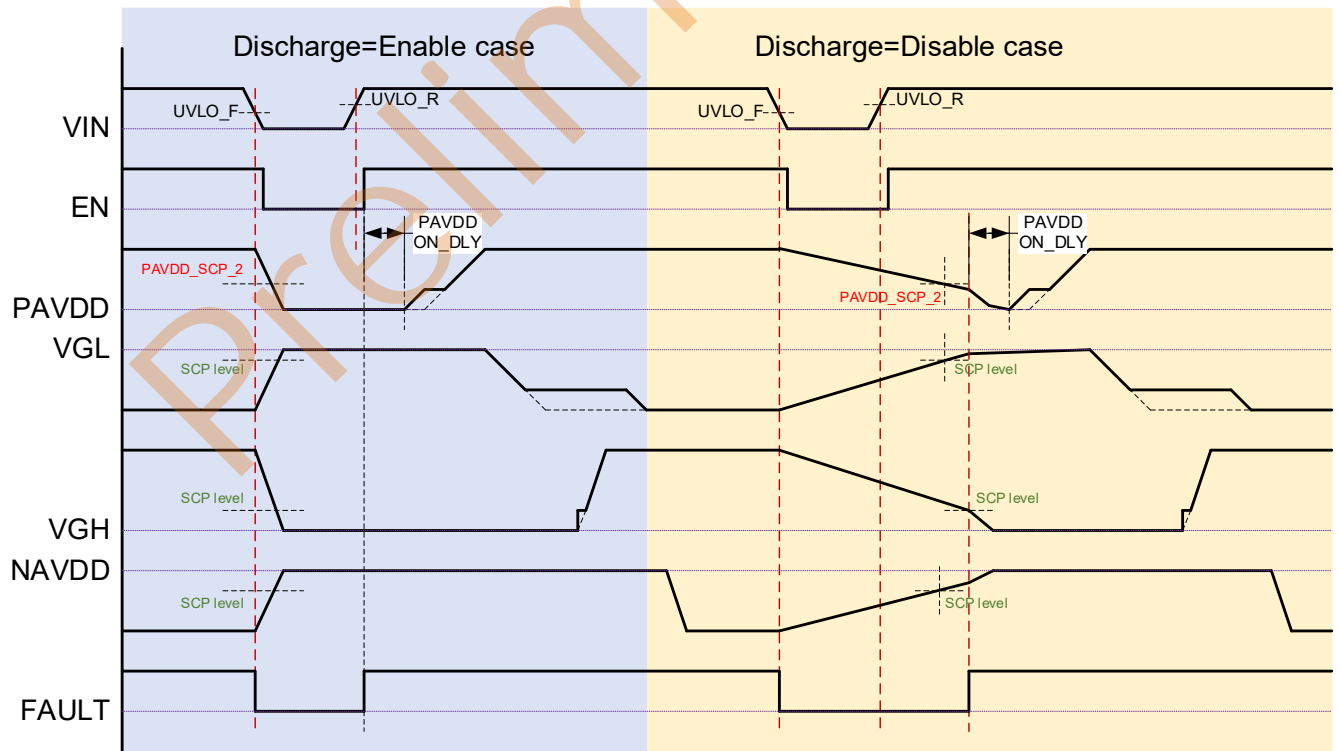 Discharge=Enable case
Discharge=Disable case
UVLO_F
UVLO_R
UVLO_F
UVLO_R
VIN
EN
PAVDD
ON_DLY
PAVDD
ON_DLY
PAVDD_SCP_2
PAVDD_SCP_2
PAVDD
VGL
SCP level
SCP level
SCP level
SCP level
VGH
NAVDD
SCP level
SCP level
FAULT